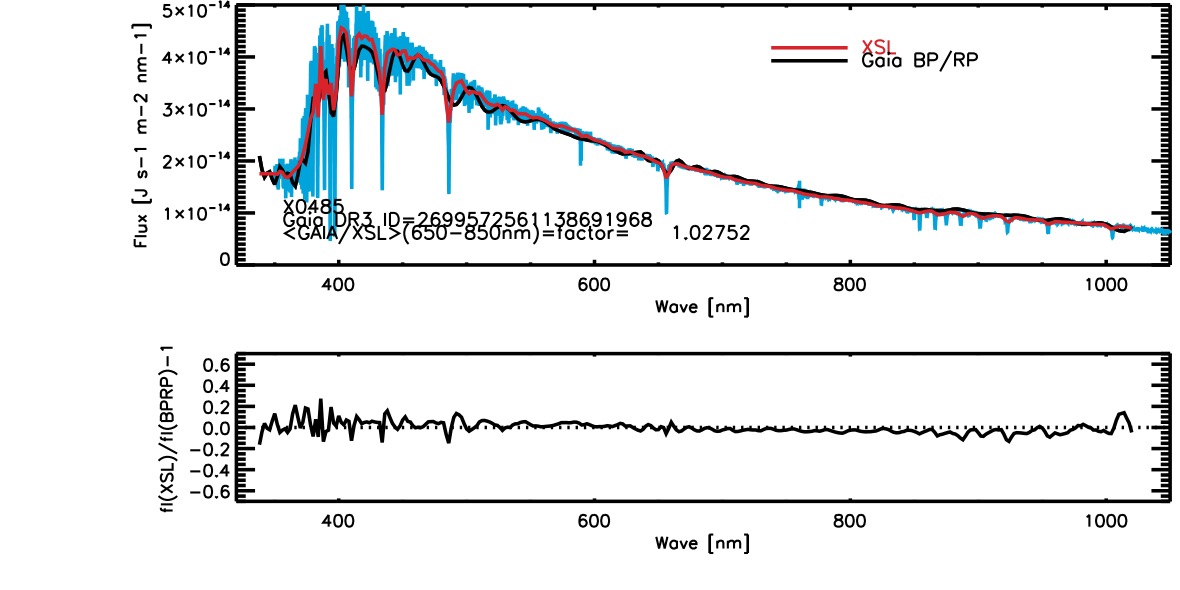 5×10⁻¹⁴
4×10⁻¹⁴
3×10⁻¹⁴
2×10⁻¹⁴
1×10⁻¹⁴
0
Flux [J s−1 m−2 nm−1]
XSL
Gaia BP/RP
X0485
Gaia DR3 ID=2699572561138691968
<GAIA/XSL>(650−850nm)=factor= 1.02752
400 600 800 1000
Wave [nm]
0.6
0.4
0.2
0.0
−0.2
−0.4
−0.6
fl(XSL)/fl(BPRP)−1
400 600 800 1000
Wave [nm]